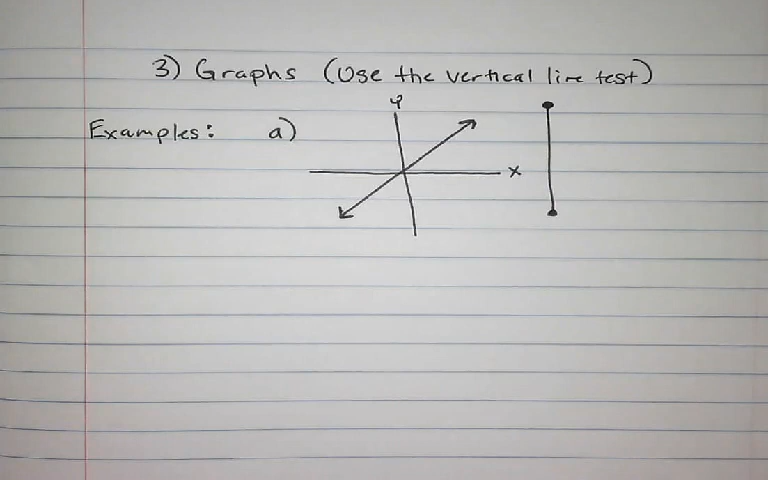 3) Graphs (Use the vertical line test)
Examples: a)
y
x